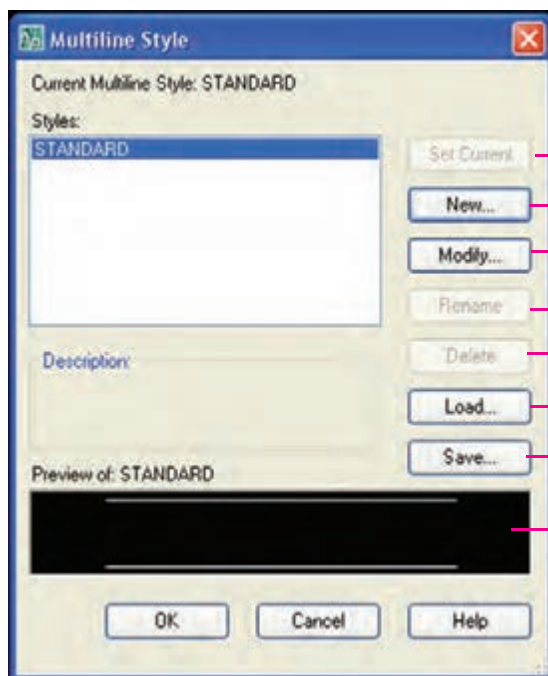 Multiline Style
Current Multiline Style: STANDARD
Styles:
STANDARD
Set Current
New...
Modify...
Rename
Delete
Description:
Load...
Save...
Preview of: STANDARD
OK
Cancel
Help